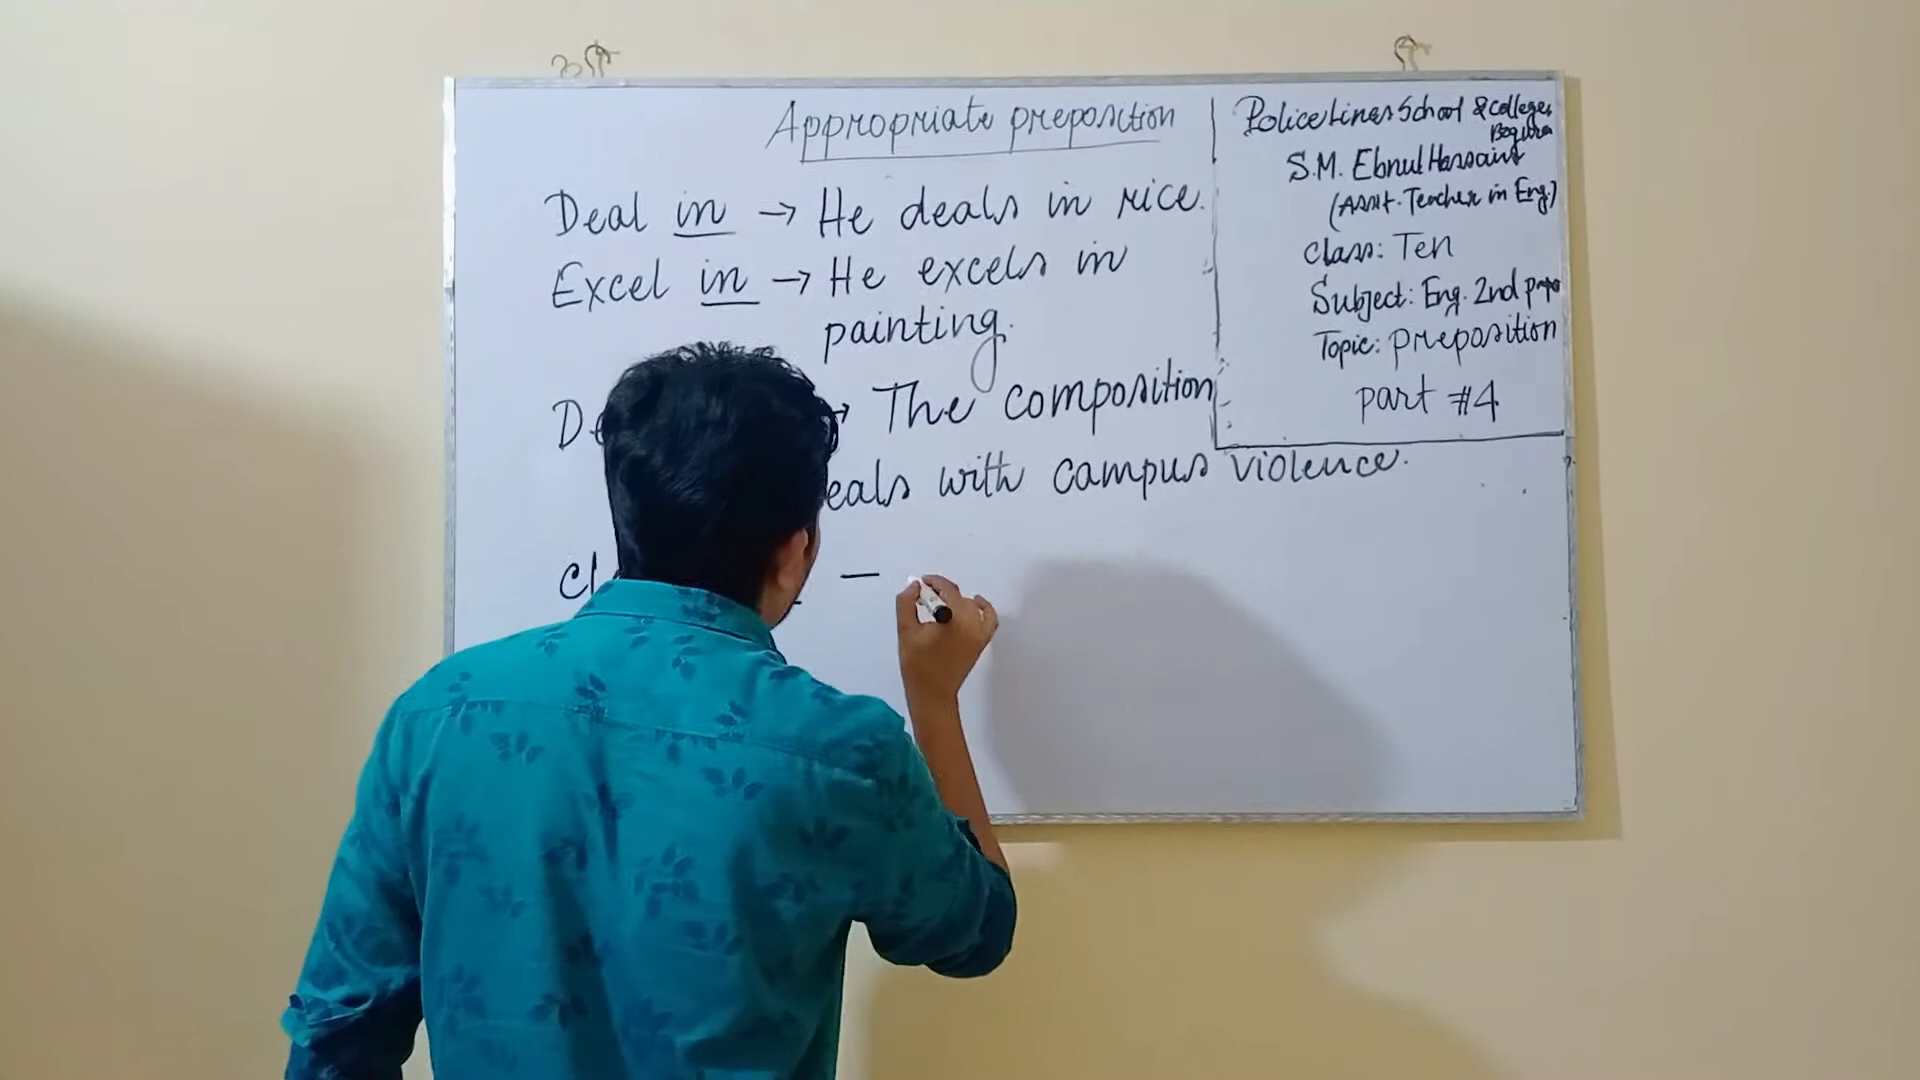 Appropriate preposition
Deal in → He deals in rice.
Excel in → He excels in
painting.
→ The composition
eals with campus violence.
—
Police Lines School & College,
Bogura
S.M. Ebnul Hassain
(Asst. Teacher in Eng.)
Class: Ten
Subject: Eng. 2nd paper
Topic: preposition
part #4